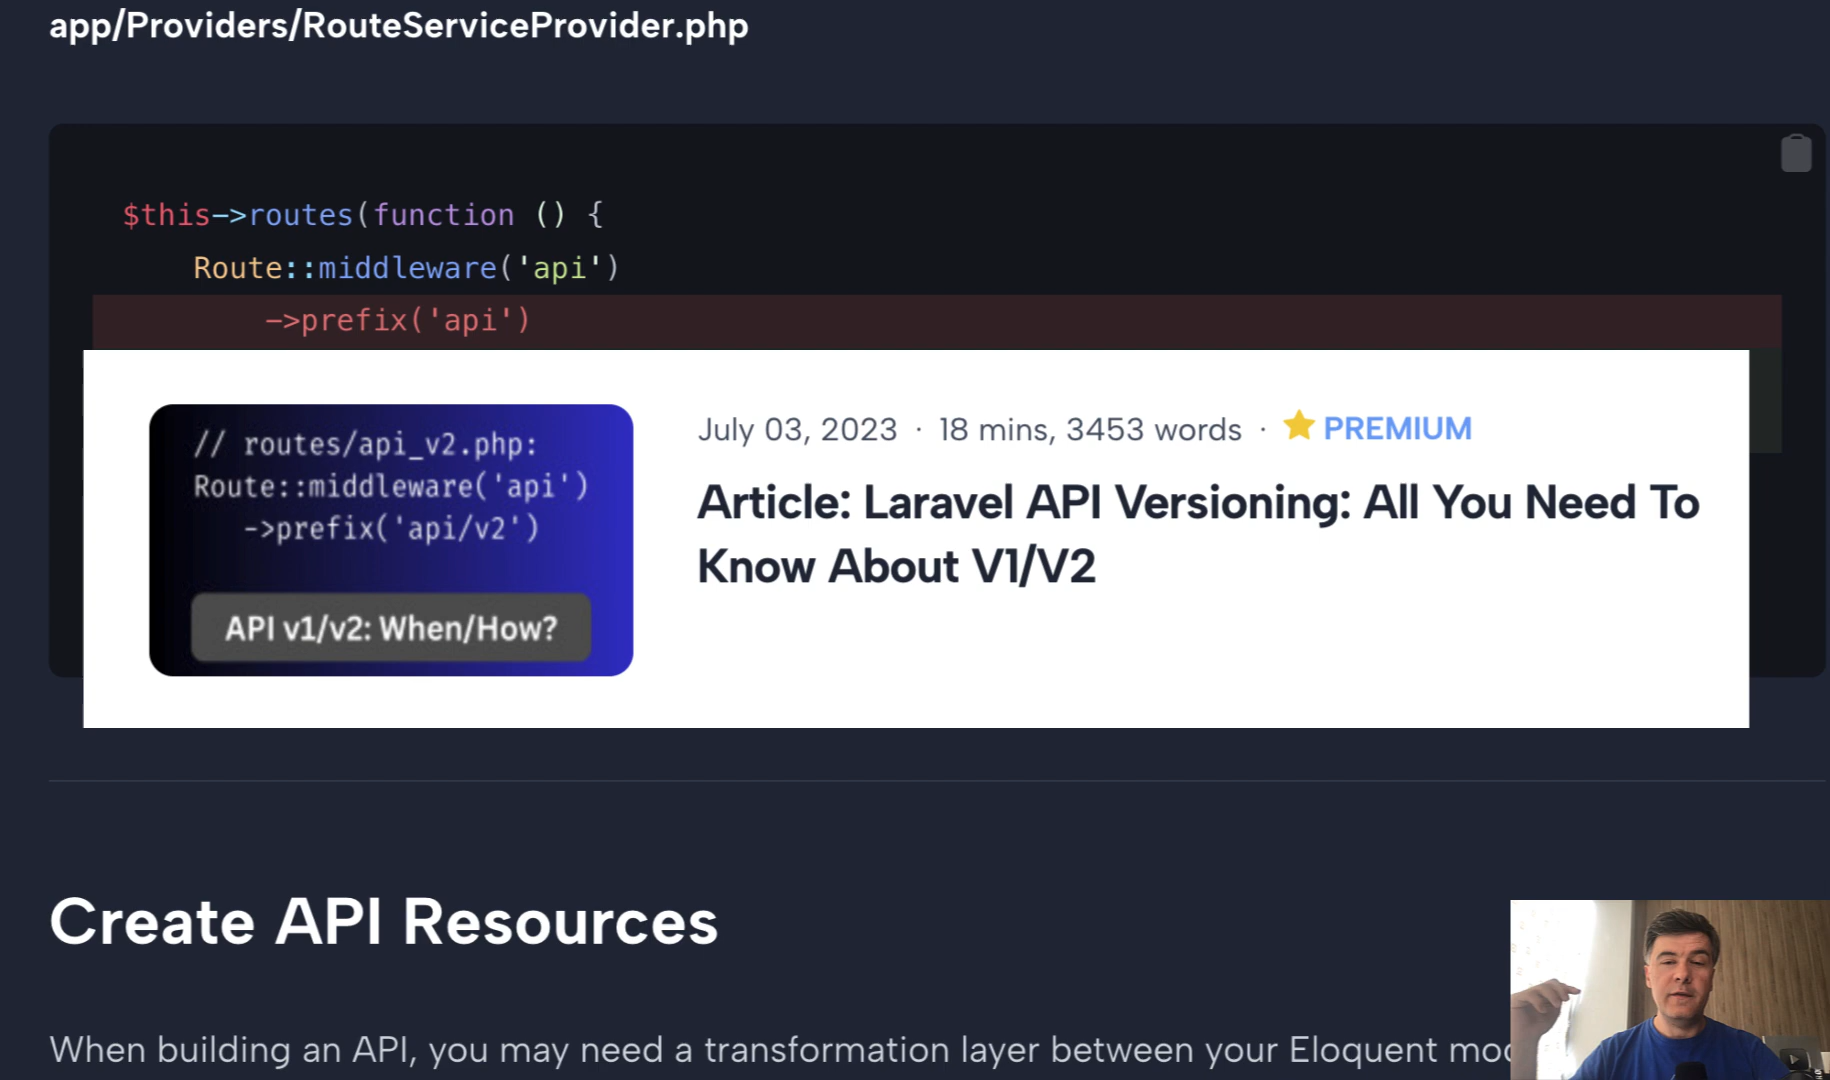 app/Providers/RouteServiceProvider.php
$this->routes(function () {
Route::middleware('api')
->prefix('api')
// routes/api_v2.php:
Route::middleware('api')
->prefix('api/v2')
API v1/v2: When/How?
July 03, 2023 · 18 mins, 3453 words · ⭐ PREMIUM
Article: Laravel API Versioning: All You Need To
Know About V1/V2
Create API Resources
When building an API, you may need a transformation layer between your Eloquent